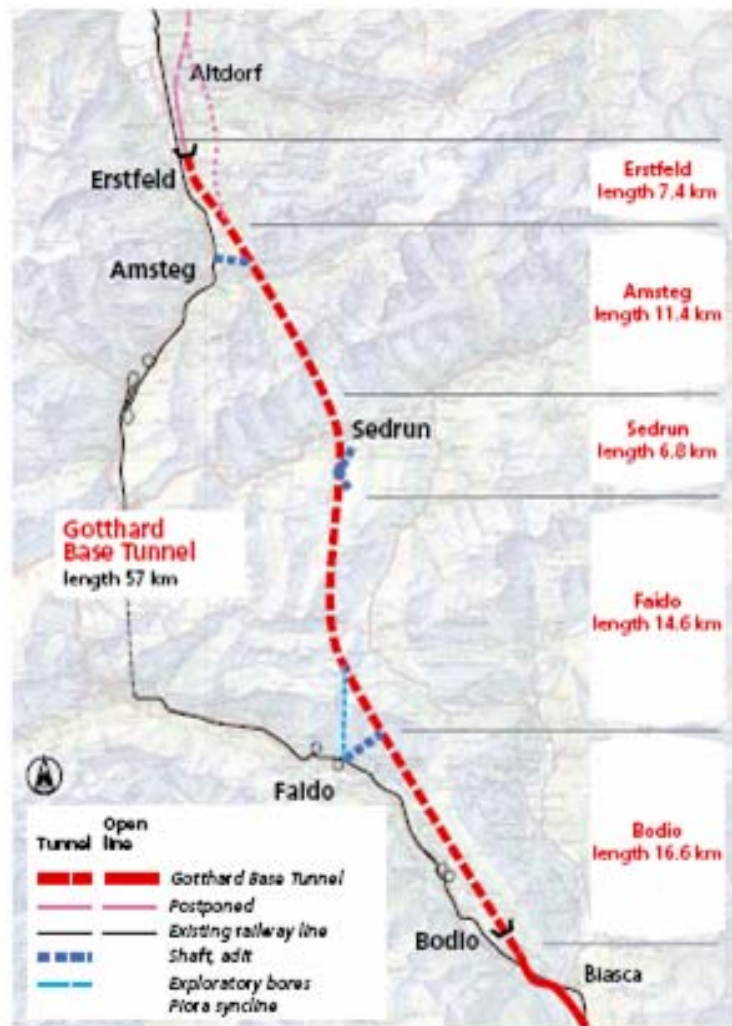 Altdorf
Erstfeld
Erstfeld
length 7.4 km
Amsteg
Amsteg
length 11.4 km
Sedrun
Sedrun
length 6.8 km
Gotthard
Base Tunnel
length 57 km
Faido
length 14.6 km
Faido
Bodio
length 16.6 km
Tunnel
Open
line
Gotthard Base Tunnel
Postponed
Existing railway line
Shaft, adit
Exploratory bores
Piora syncline
Bodio
Biasca